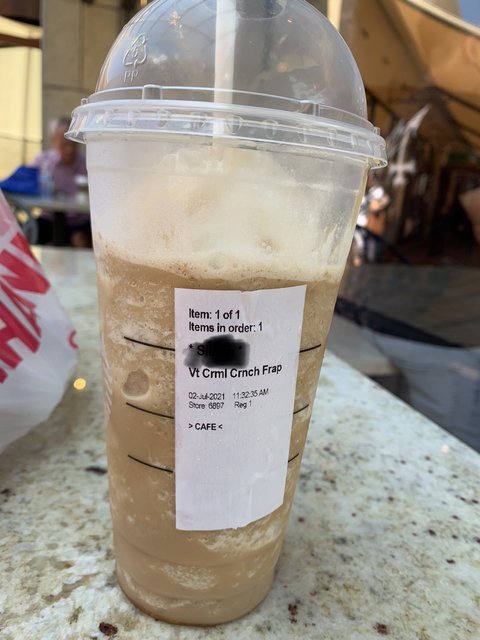 PP
Item: 1 of 1
Items in order: 1
Vt Crml Crnch Frap
02-Jul-2021 11:32:35 AM
Store: 6897 Reg 1
> CAFE <